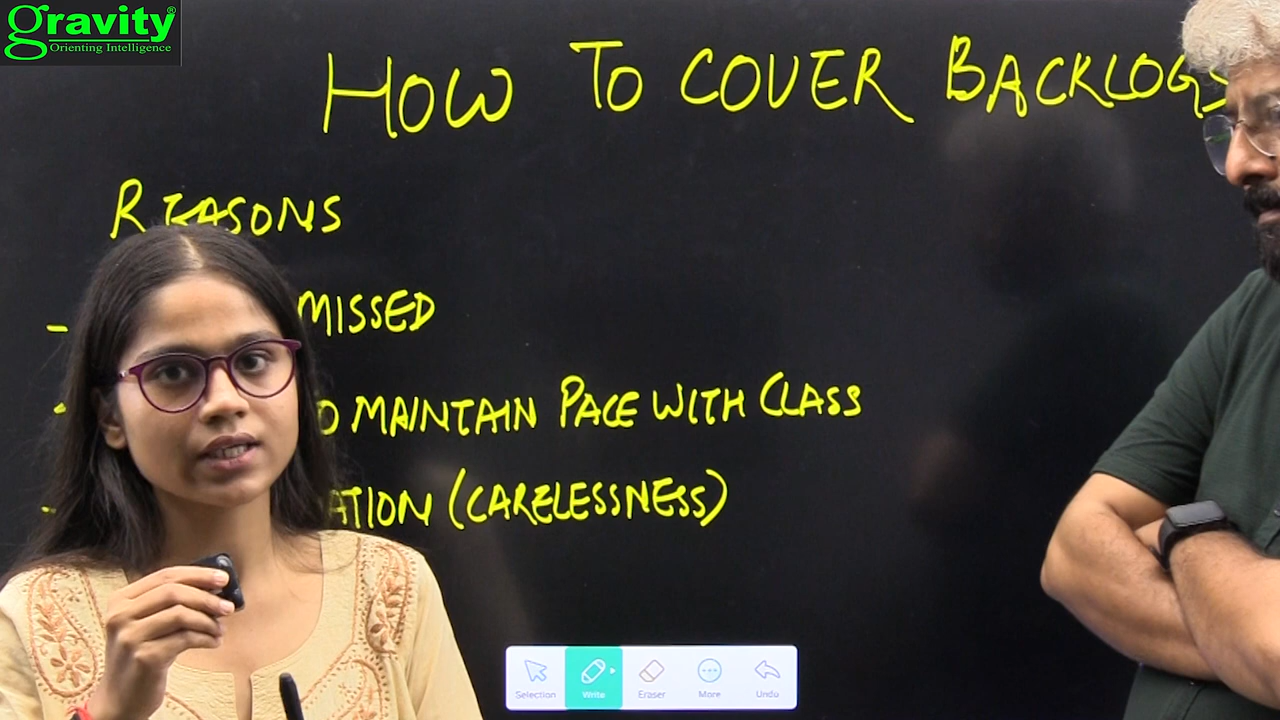 gravity®
Orienting Intelligence
HOW TO COVER BACKLOGS
REASONS
- MISSED
- MAINTAIN PACE WITH CLASS
- (CARELESSNESS)
Selection Write Eraser More Undo